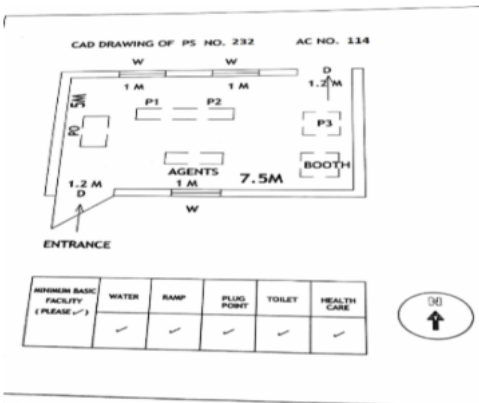 CAD DRAWING OF PS NO. 232 AC NO. 114
W W D
1 M 1 M 1.2 M
5M
P1 P2
PO
P3
AGENTS
BOOTH
1.2 M
D
1 M
7.5M
W
ENTRANCE
MINIMUM BASIC
FACILITY
( PLEASE ✓ )
WATER
RAMP
PLUG
POINT
TOILET
HEALTH
CARE
✓ ✓ ✓ ✓ ✓
N